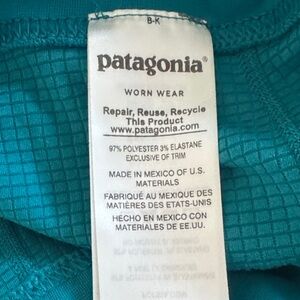 B-K
patagonia®
WORN WEAR
Repair, Reuse, Recycle
This Product
www.patagonia.com
97% POLYESTER 3% ELASTANE
EXCLUSIVE OF TRIM
MADE IN MEXICO OF U.S.
MATERIALS
FABRIQUÉ AU MEXIQUE DES
MATIÈRES DES ETATS-UNIS
HECHO EN MEXICO CON
MATERIALES DE EE.UU.